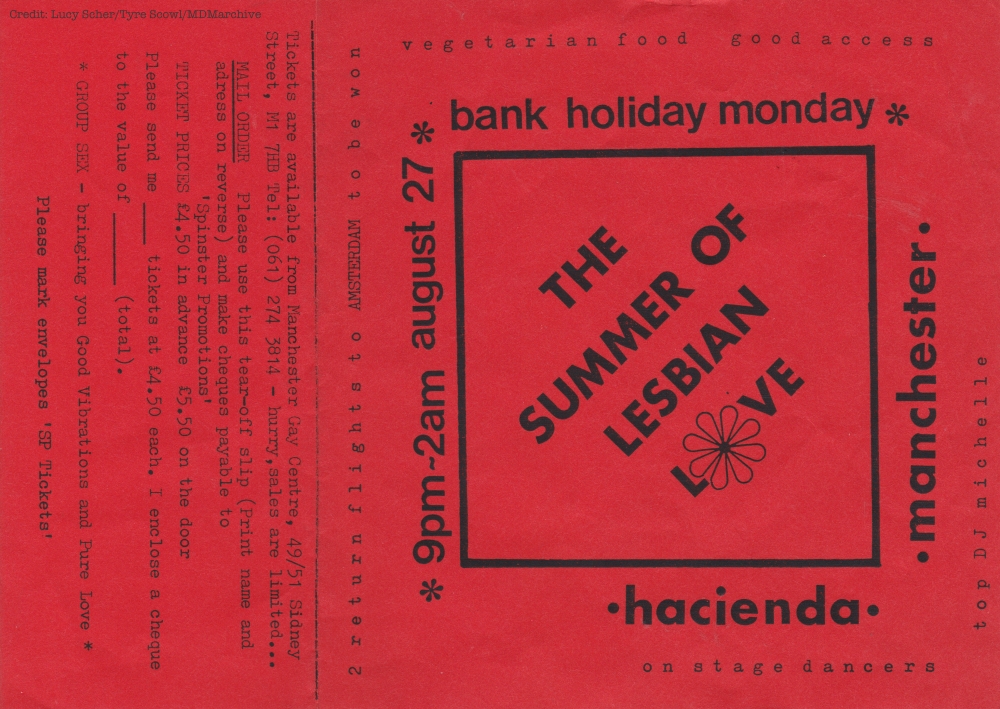 Credit: Lucy Scher/Tyre Scowl/MDMarchive
vegetarian food good access
* bank holiday monday *
* 9pm~2am august 27 *
THE
SUMMER OF
LESBIAN
LOVE
•manchester•
•hacienda•
top DJ michelle
on stage dancers
2 return flights to AMSTERDAM to be won
Tickets are available from Manchester Gay Centre, 49/51 Sidney
Street, M1 7HB Tel: (061) 274 3814 - hurry, sales are limited...
MAIL ORDER Please use this tear-off slip (Print name and
adress on reverse) and make cheques payable to
'Spinster Promotions'
TICKET PRICES £4.50 in advance £5.50 on the door
Please send me ____ tickets at £4.50 each. I enclose a cheque
to the value of ______ (total).
* GROUP SEX - bringing you Good Vibrations and Pure Love *
Please mark envelopes 'SP Tickets'